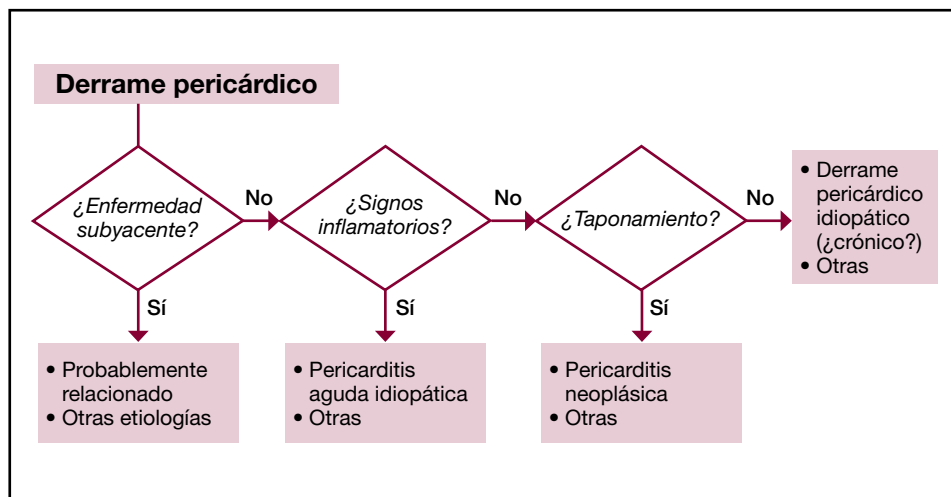 Derrame pericárdico
¿Enfermedad
subyacente?
No
¿Signos
inflamatorios?
No
¿Taponamiento?
No
• Derrame
pericárdico
idiopático
(¿crónico?)
• Otras
Sí
Sí
Sí
• Probablemente
relacionado
• Otras etiologías
• Pericarditis
aguda idiopática
• Otras
• Pericarditis
neoplásica
• Otras